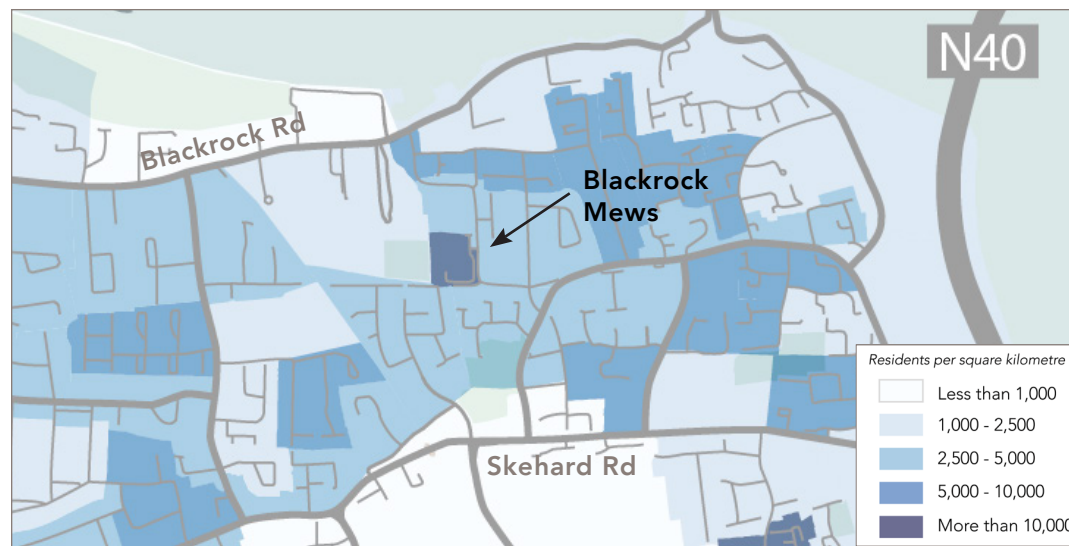 N40
Blackrock Rd
Blackrock
Mews
Skehard Rd
Residents per square kilometre
Less than 1,000
1,000 - 2,500
2,500 - 5,000
5,000 - 10,000
More than 10,000